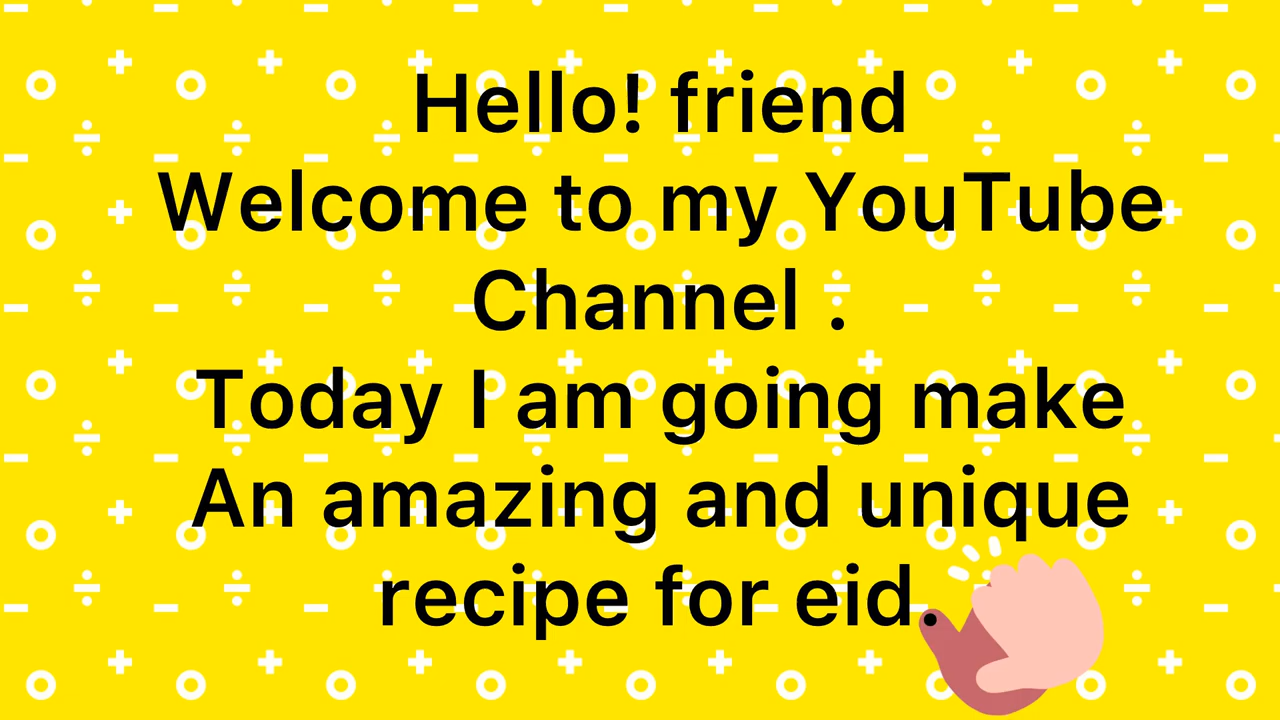 Hello! friend
Welcome to my YouTube
Channel .
Today I am going make
An amazing and unique
recipe for eid.